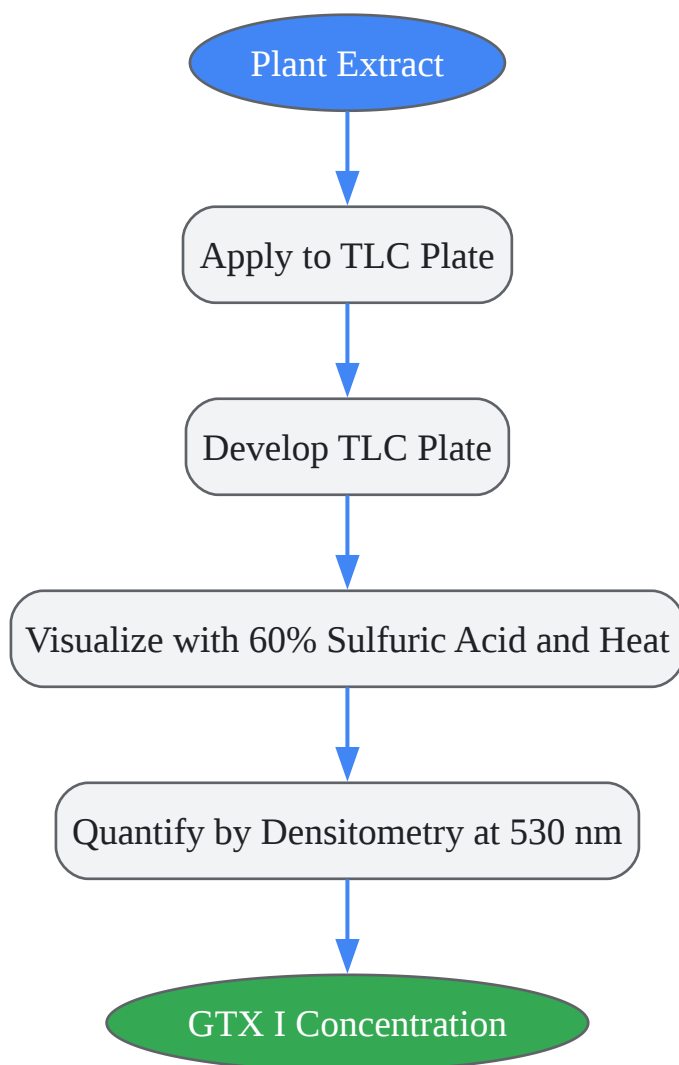 Plant Extract
Apply to TLC Plate
Develop TLC Plate
Visualize with 60% Sulfuric Acid and Heat
Quantify by Densitometry at 530 nm
GTX I Concentration